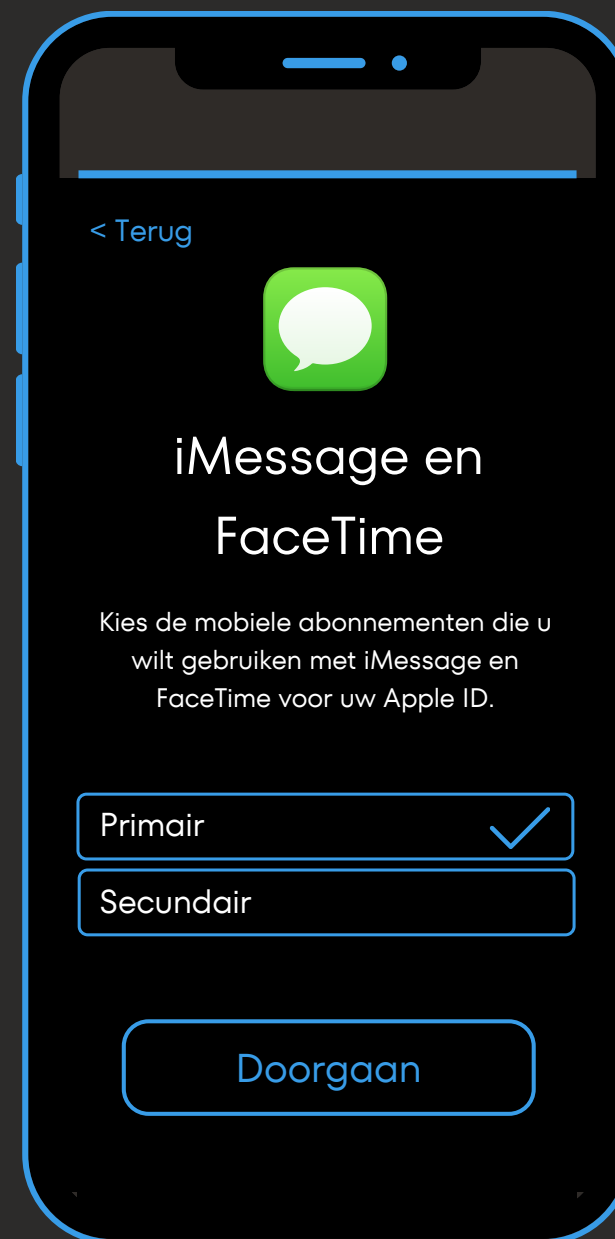 < Terug
iMessage en
FaceTime
Kies de mobiele abonnementen die u
wilt gebruiken met iMessage en
FaceTime voor uw Apple ID.
Primair
Secundair
Doorgaan